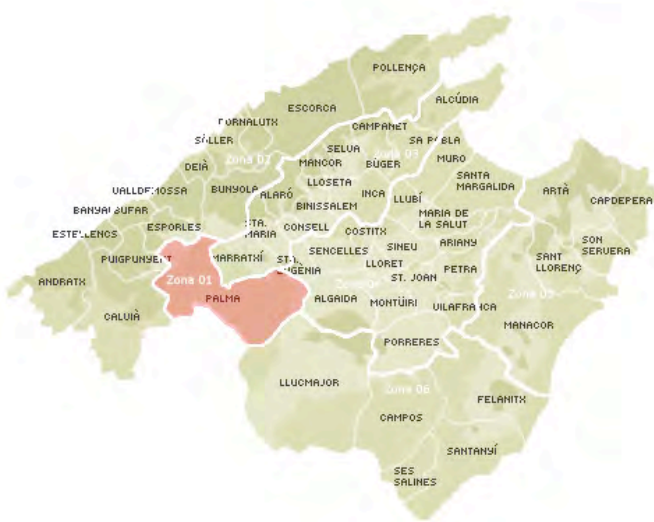 POLLENÇA
ALCÚDIA
ESCORCA
FORNALUTX
CAMPANET
SÓLLER
SELVA
SA POBLA
Zona 02
Zona 03
MANCOR
BÚGER
MURO
DEIÀ
LLOSETA
SANTA
MARGALIDA
VALLDEMOSSA
BUNYOLA
ALARÓ
INCA
LLUBÍ
ARTÀ
CAPDEPERA
BINISSALEM
BANYALBUFAR
MARIA DE
LA SALUT
ESTELLENCS
ESPORLES
STA.
MARIA
CONSELL
COSTITX
SINEU
ARIANY
SON
SERVERA
PUIGPUNYENT
MARRATXÍ
STA.
EUGÈNIA
SENCELLES
LLORET
PETRA
SANT
LLORENÇ
ANDRATX
Zona 01
ST. JOAN
PALMA
ALGAIDA
MONTÜIRI
VILAFRANCA
CALVIÀ
MANACOR
PORRERES
LLUCMAJOR
Zona 06
FELANITX
CAMPOS
SANTANYÍ
SES
SALINES